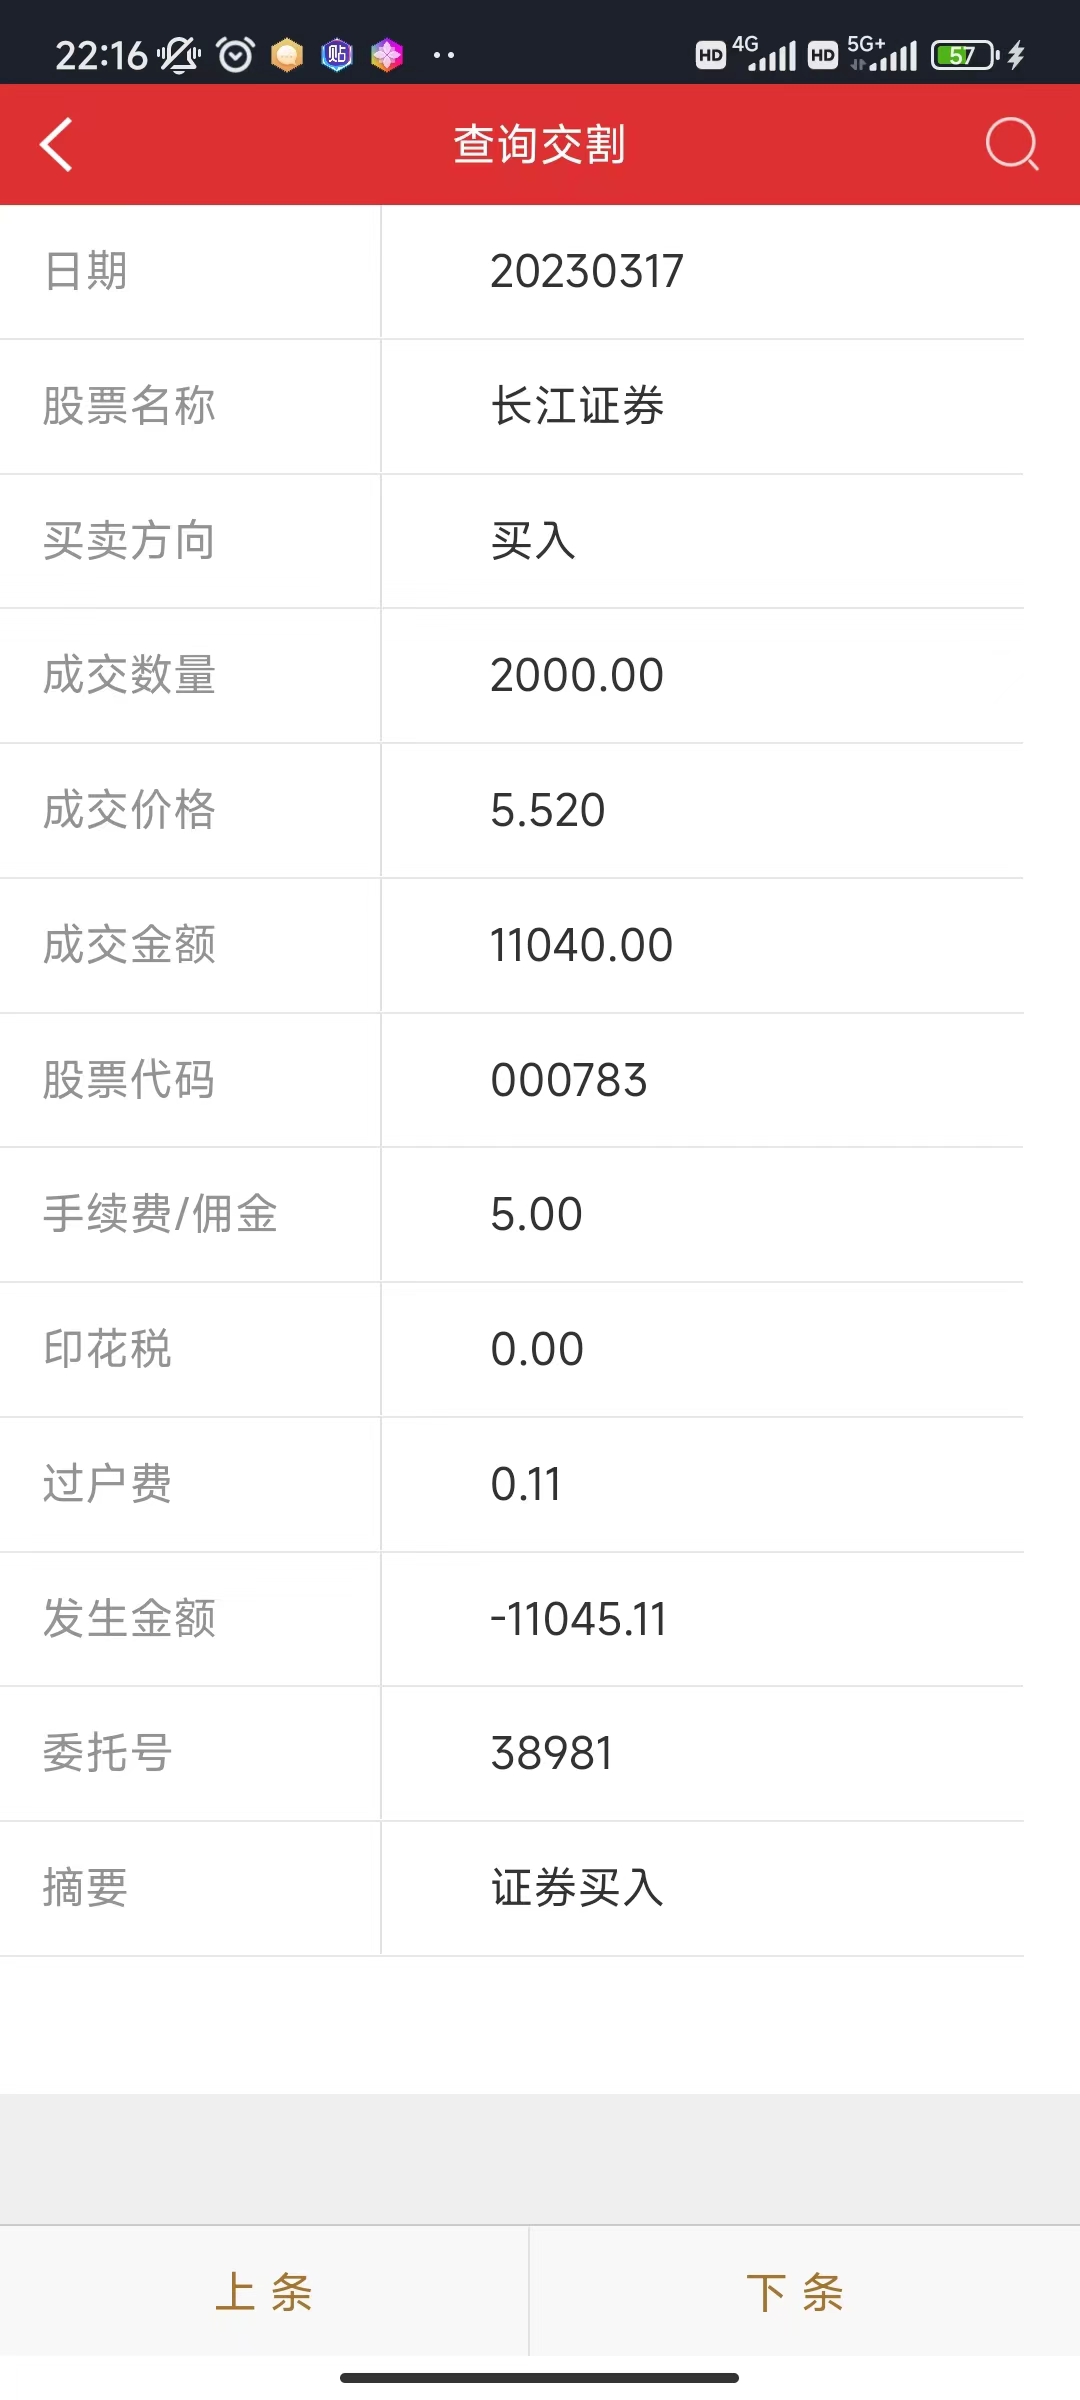 22:16 贴 HD 4G HD 5G+ 57
查询交割
日期 20230317
股票名称 长江证券
买卖方向 买入
成交数量 2000.00
成交价格 5.520
成交金额 11040.00
股票代码 000783
手续费/佣金 5.00
印花税 0.00
过户费 0.11
发生金额 -11045.11
委托号 38981
摘要 证券买入
上条 下条